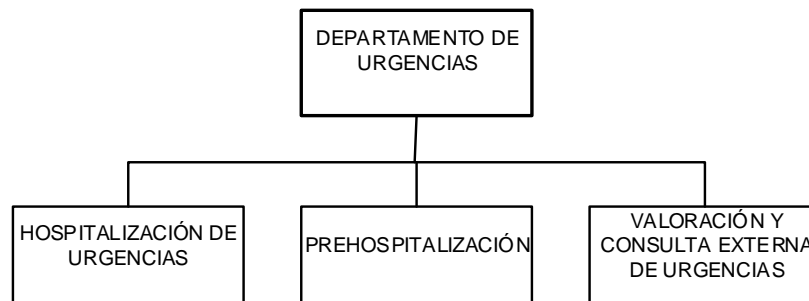 DEPARTAMENTO DE
URGENCIAS
HOSPITALIZACIÓN DE
URGENCIAS
PREHOSPITALIZACIÓN
VALORACIÓN Y
CONSULTA EXTERNA
DE URGENCIAS